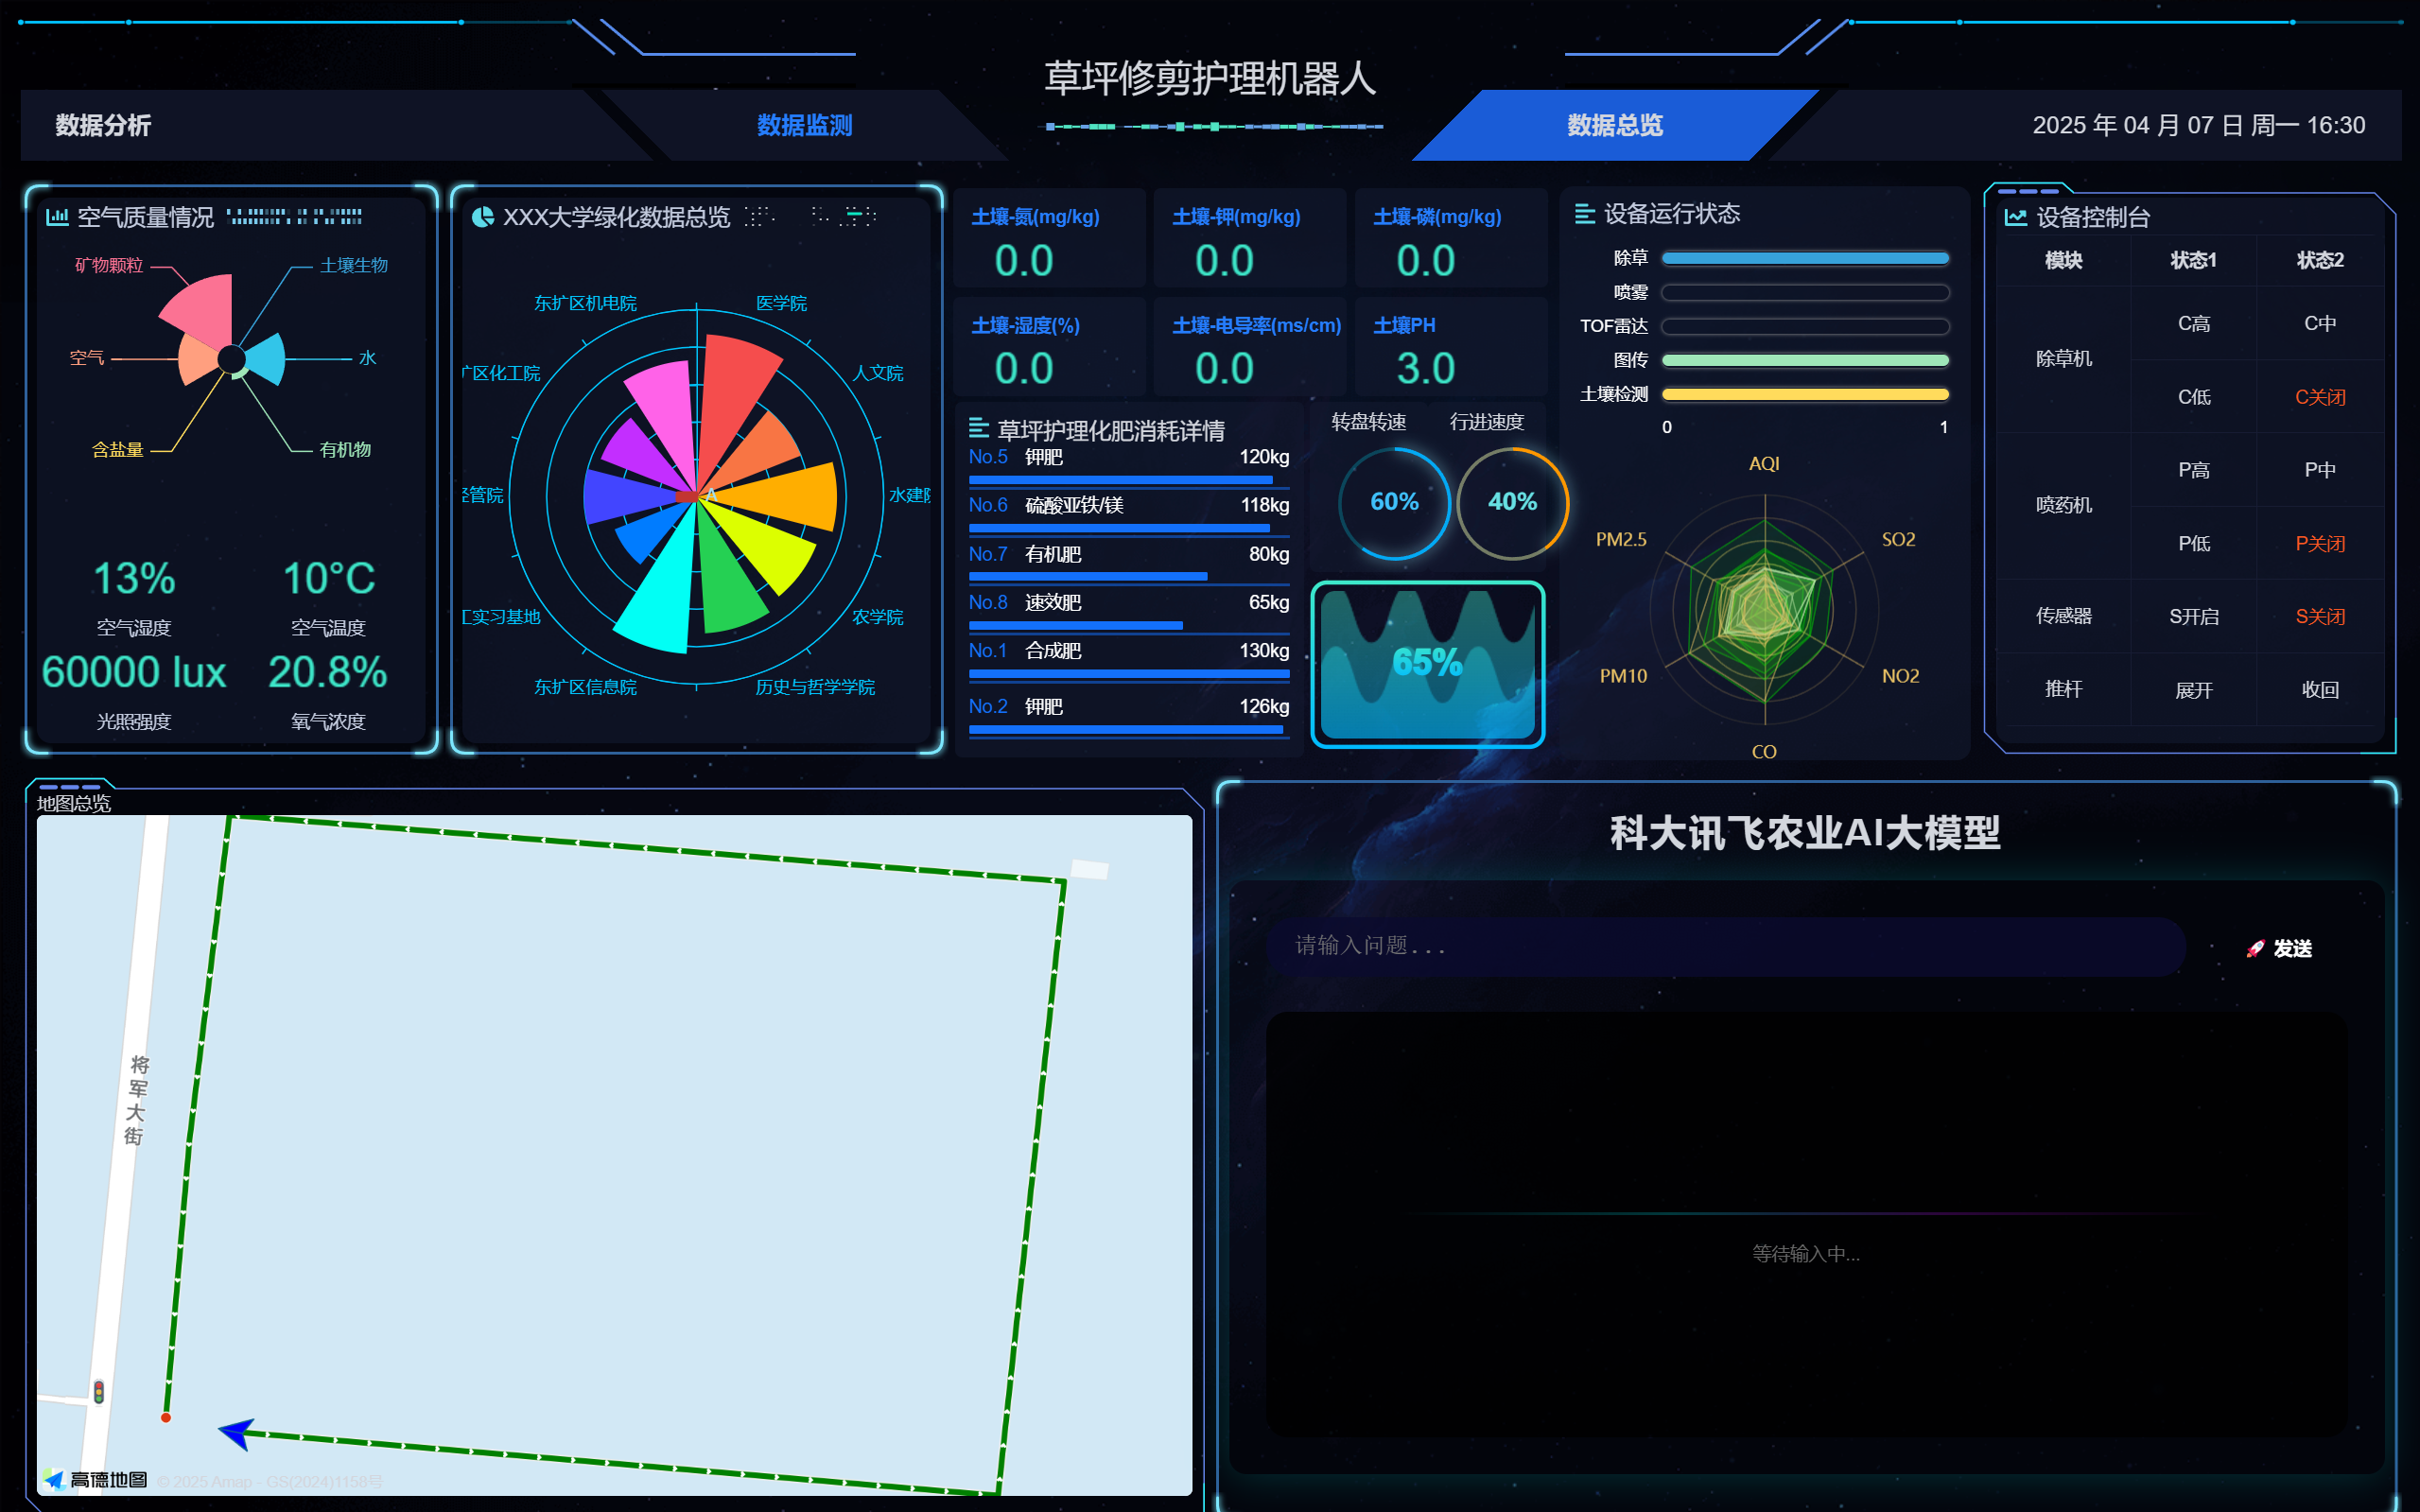 草坪修剪护理机器人
数据分析
数据监测
数据总览
2025 年 04 月 07 日 周一 16:30
空气质量情况
矿物颗粒
土壤生物
空气
水
含盐量
有机物
13%
10°C
空气湿度
空气温度
60000 lux
20.8%
光照强度
氧气浓度
XXX大学绿化数据总览
东扩区机电院
医学院
扩区化工院
人文院
经管院
A
水建院
工实习基地
农学院
东扩区信息院
历史与哲学学院
土壤-氮(mg/kg)
0.0
土壤-钾(mg/kg)
0.0
土壤-磷(mg/kg)
0.0
土壤-湿度(%)
0.0
土壤-电导率(ms/cm)
0.0
土壤PH
3.0
草坪护理化肥消耗详情
No.5 钾肥 120kg
No.6 硫酸亚铁/镁 118kg
No.7 有机肥 80kg
No.8 速效肥 65kg
No.1 合成肥 130kg
No.2 钾肥 126kg
转盘转速
行进速度
60%
40%
65%
设备运行状态
除草
喷雾
TOF雷达
图传
土壤检测
0
1
AQI
PM2.5
SO2
PM10
NO2
CO
设备控制台
模块 状态1 状态2
除草机
C高 C中
C低 C关闭
喷药机
P高 P中
P低 P关闭
传感器 S开启 S关闭
推杆 展开 收回
地图总览
将军大街
高德地图
© 2025 Amap - GS(2024)1158号
科大讯飞农业AI大模型
请输入问题...
🚀 发送
等待输入中...